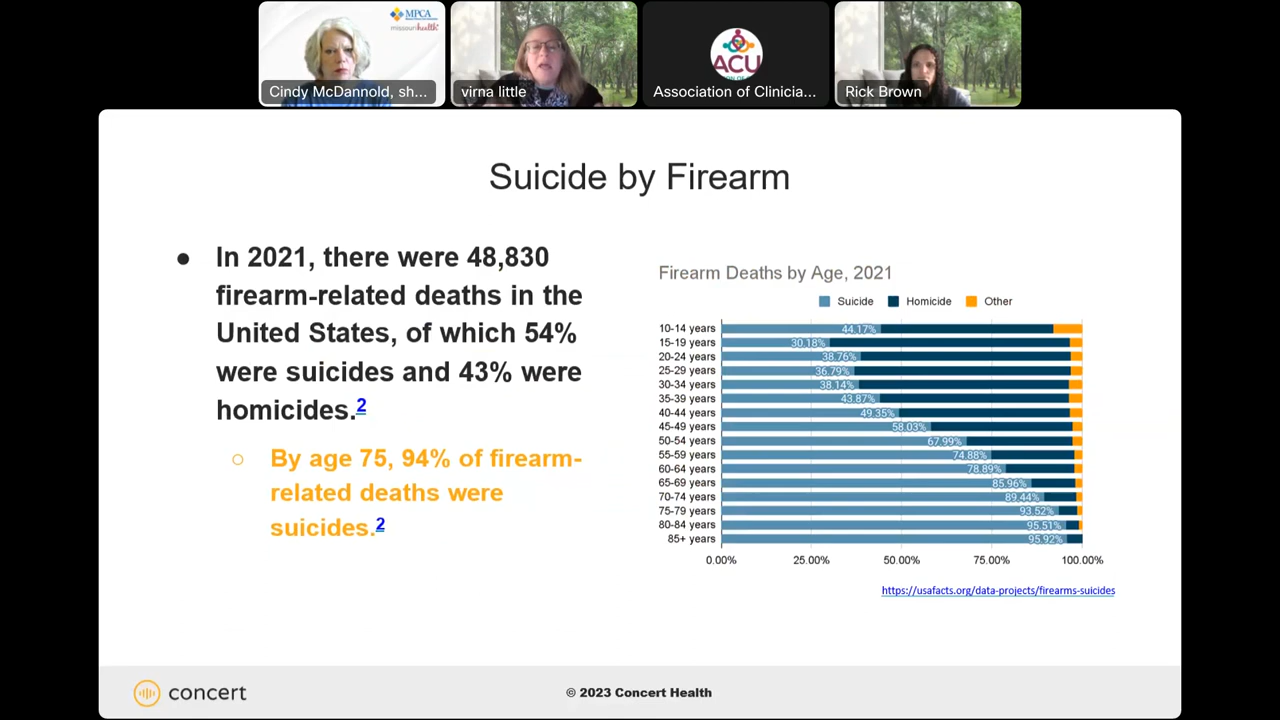 MPCA
missourihealth+
ACU
Cindy McDannold, sh...
virna little
Association of Clinicia...
Rick Brown
Suicide by Firearm
● In 2021, there were 48,830
firearm-related deaths in the
United States, of which 54%
were suicides and 43% were
homicides.2
○ By age 75, 94% of firearm-
related deaths were
suicides.2
Firearm Deaths by Age, 2021
Suicide Homicide Other
10-14 years 44.17%
15-19 years 30.18%
20-24 years 38.76%
25-29 years 36.79%
30-34 years 38.14%
35-39 years 43.87%
40-44 years 49.35%
45-49 years 58.03%
50-54 years 67.99%
55-59 years 74.88%
60-64 years 78.89%
65-69 years 85.96%
70-74 years 89.44%
75-79 years 93.52%
80-84 years 95.51%
85+ years 95.92%
0.00% 25.00% 50.00% 75.00% 100.00%
https://usafacts.org/data-projects/firearms-suicides
concert
© 2023 Concert Health